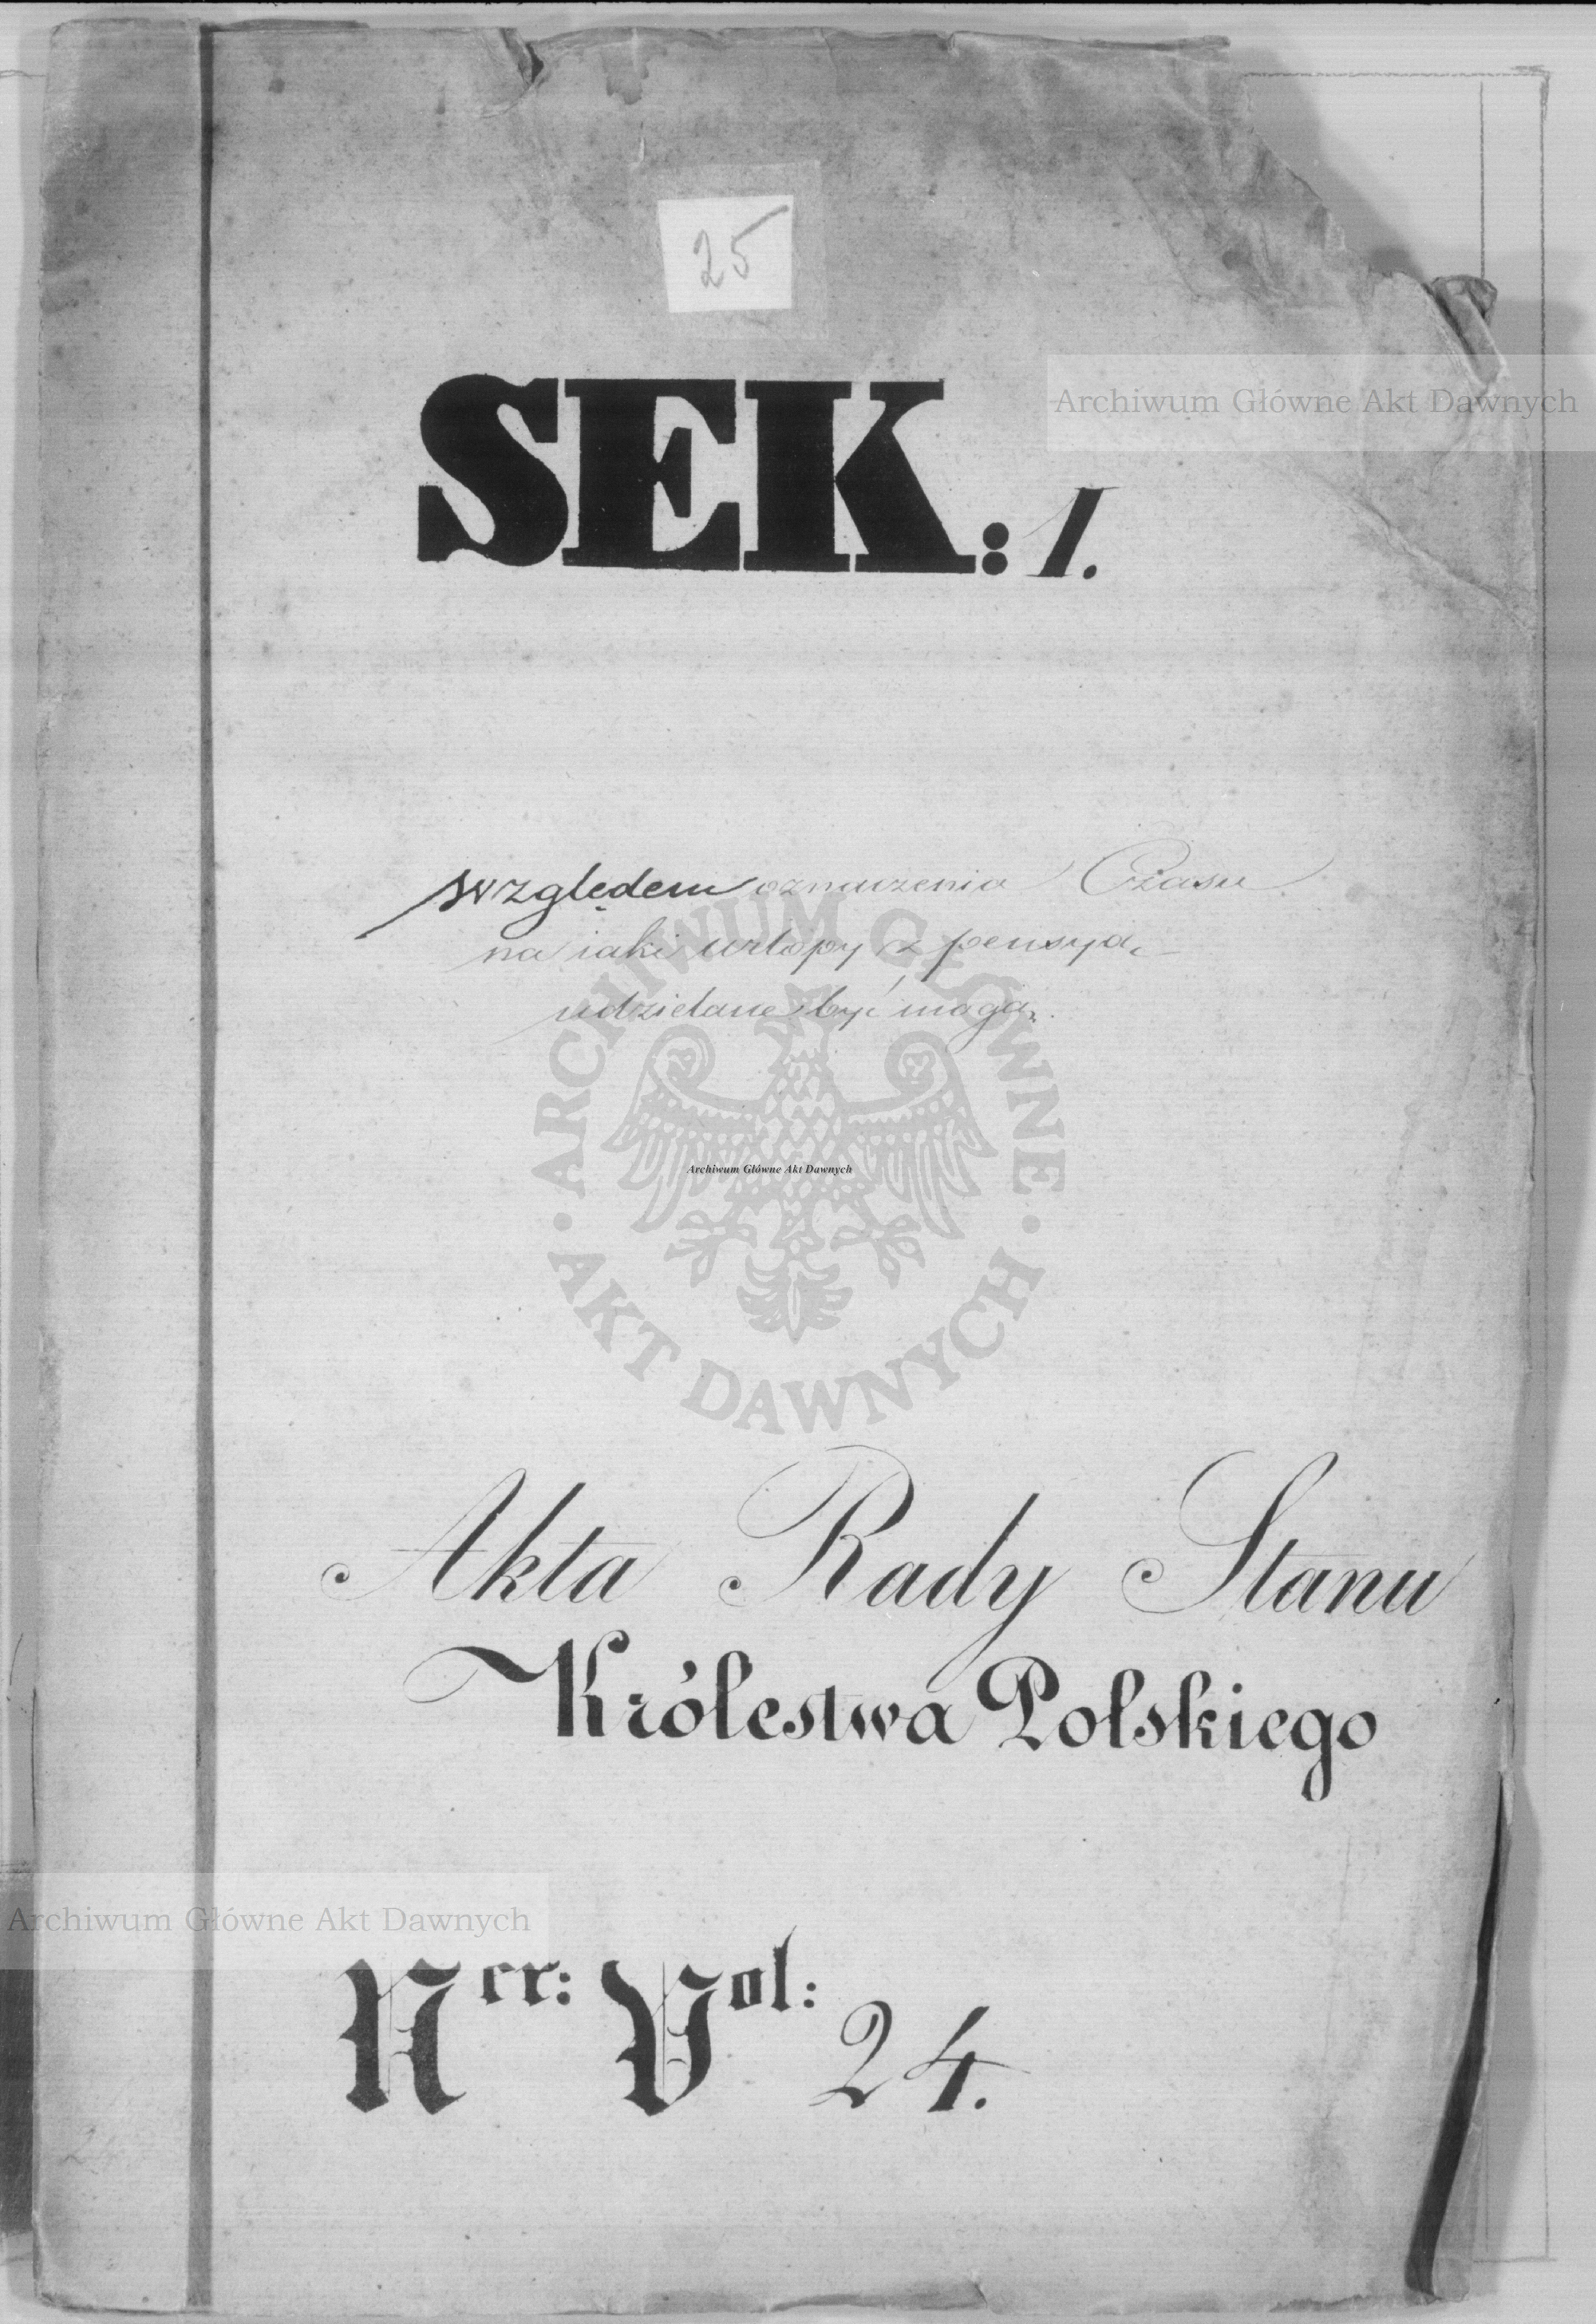 25
SEK: 1.
Archiwum Główne Akt Dawnych
względem oznaczenia Czasu
na iaki urlopy z pensyą
udzielane być mogą.
ARCHIWUM GŁÓWNE
Archiwum Główne Akt Dawnych
AKT DAWNYCH
Akta Rady Stanu
Królestwa Polskiego
Archiwum Główne Akt Dawnych
Ner: Vol: 24.